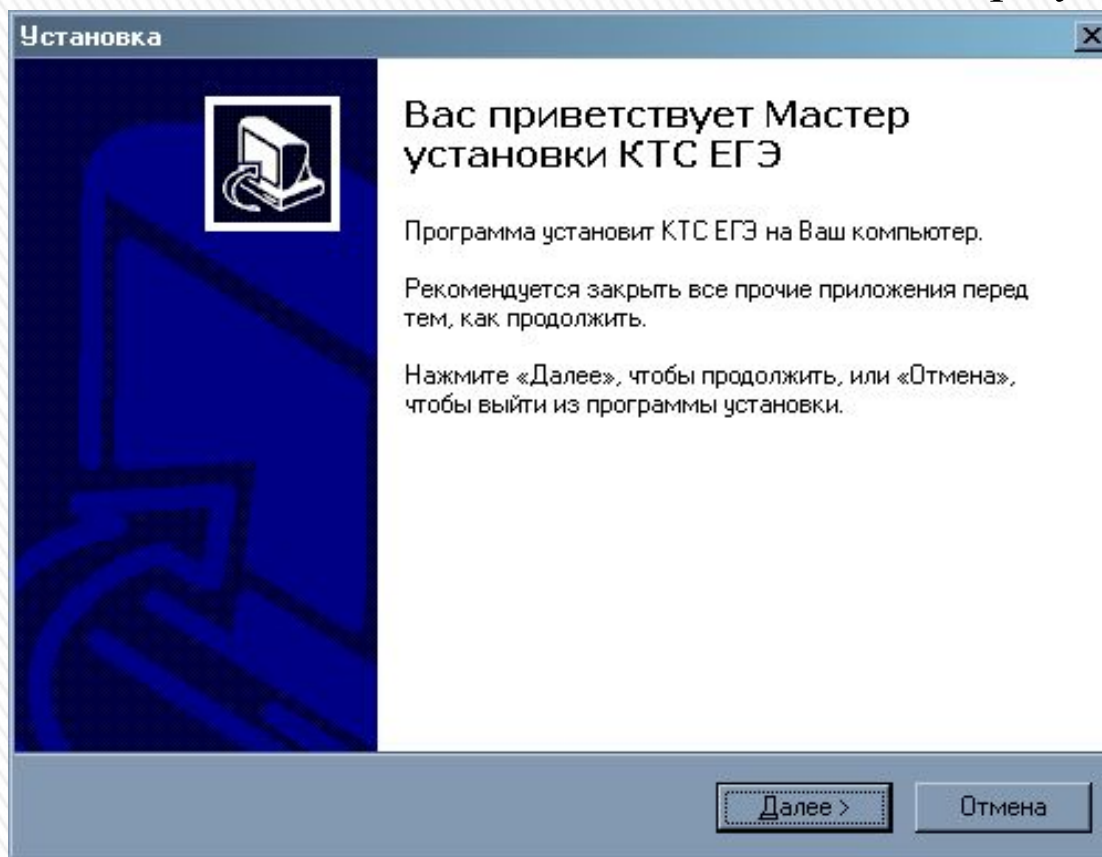 Установка
Вас приветствует Мастер
установки КТС ЕГЭ
Программа установит КТС ЕГЭ на Ваш компьютер.
Рекомендуется закрыть все прочие приложения перед
тем, как продолжить.
Нажмите «Далее», чтобы продолжить, или «Отмена»,
чтобы выйти из программы установки.
Далее >
Отмена